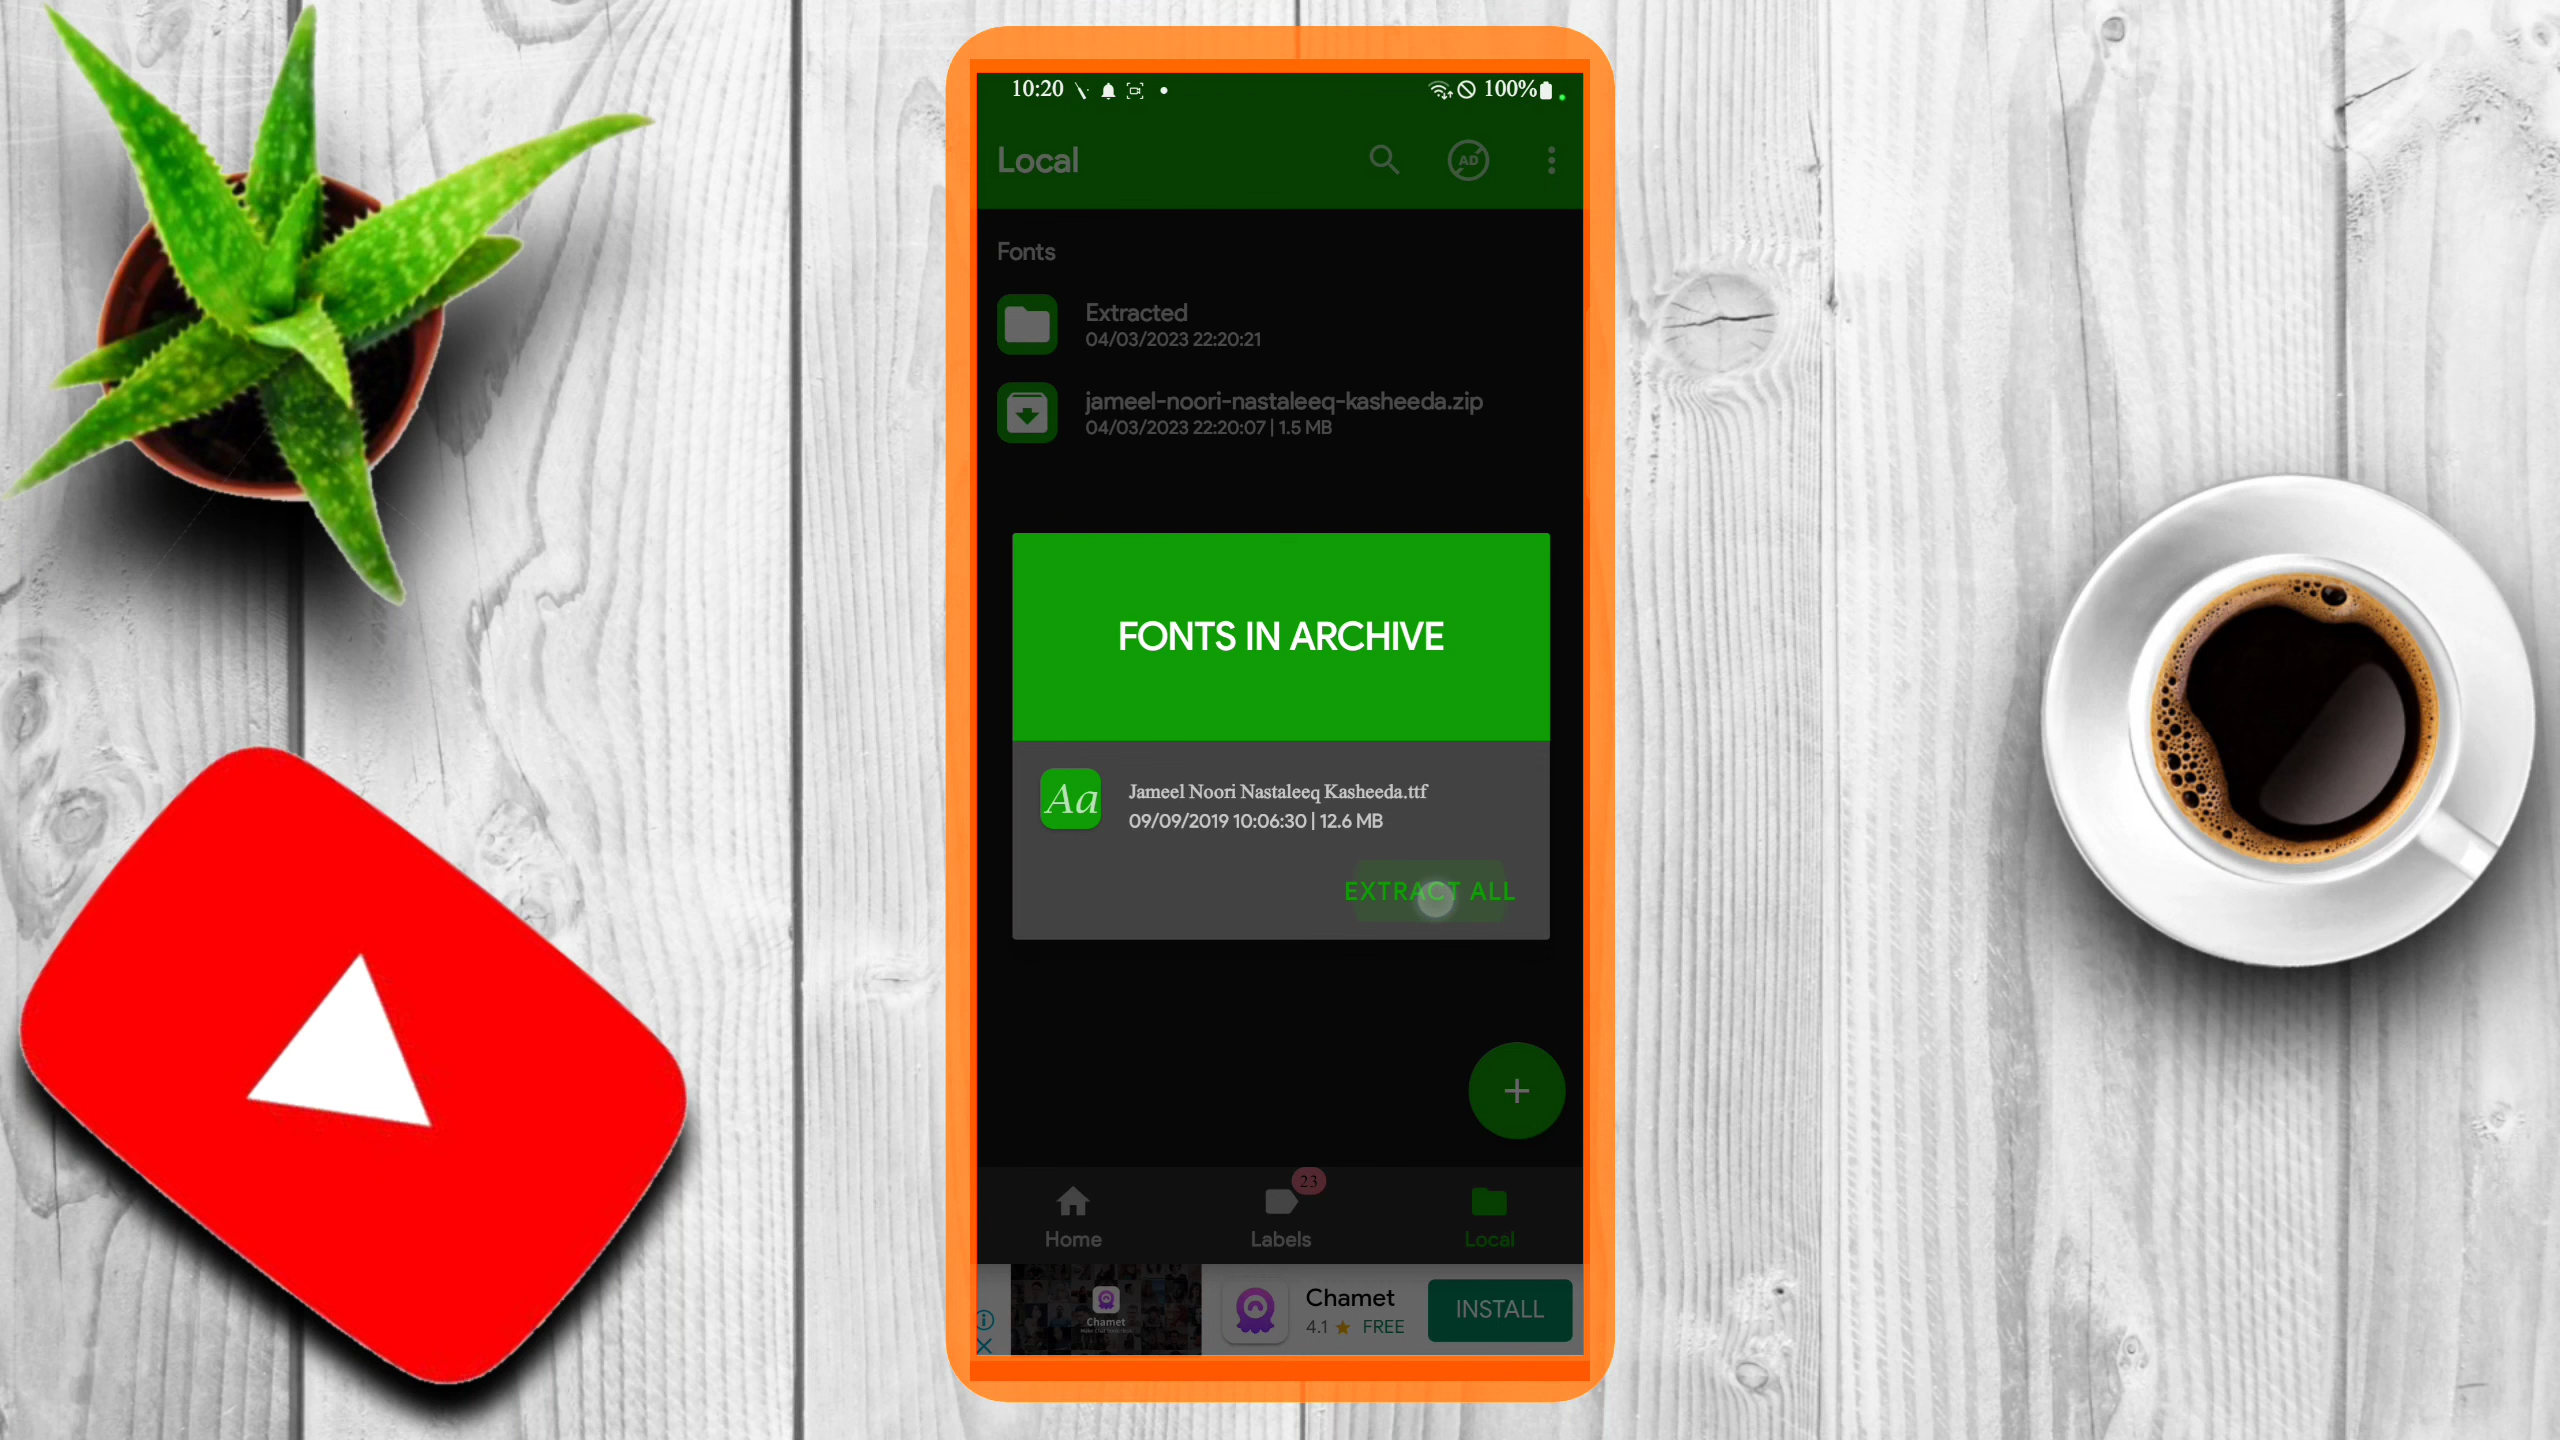 10:20
100%
Local
AD
Fonts
Extracted
04/03/2023 22:20:21
jameel-noori-nastaleeq-kasheeda.zip
04/03/2023 22:20:07 | 1.5 MB
FONTS IN ARCHIVE
Aa
Jameel Noori Nastaleeq Kasheeda.ttf
09/09/2019 10:06:30 | 12.6 MB
EXTRACT ALL
+
23
Home
Labels
Local
Chamet
Chamet
4.1 ★ FREE
INSTALL